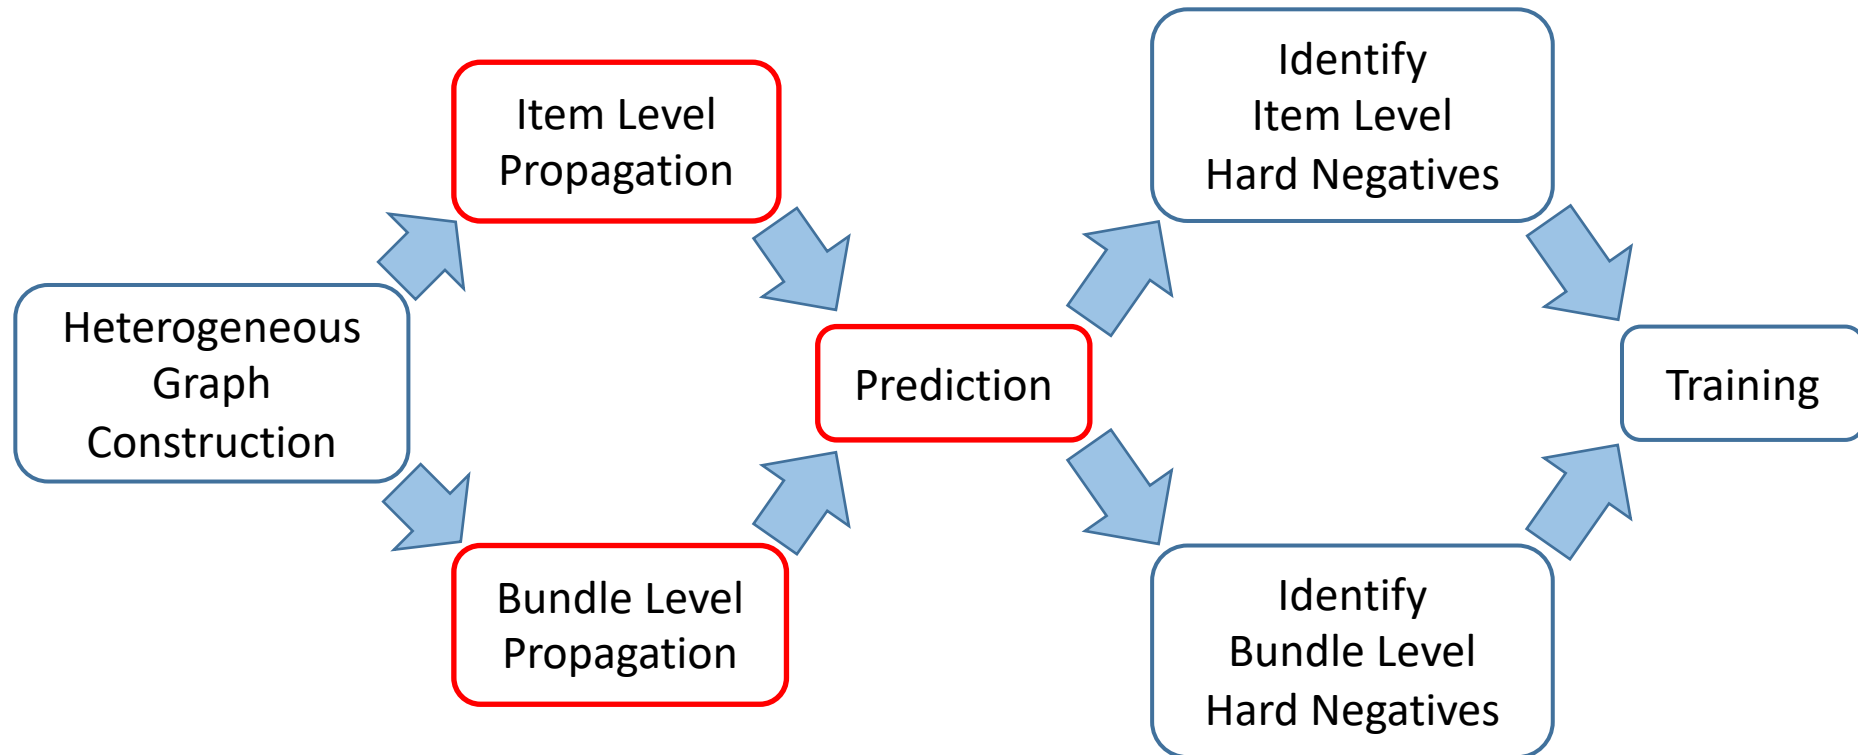 Heterogeneous
Graph
Construction
Item Level
Propagation
Bundle Level
Propagation
Prediction
Identify
Item Level
Hard Negatives
Identify
Bundle Level
Hard Negatives
Training